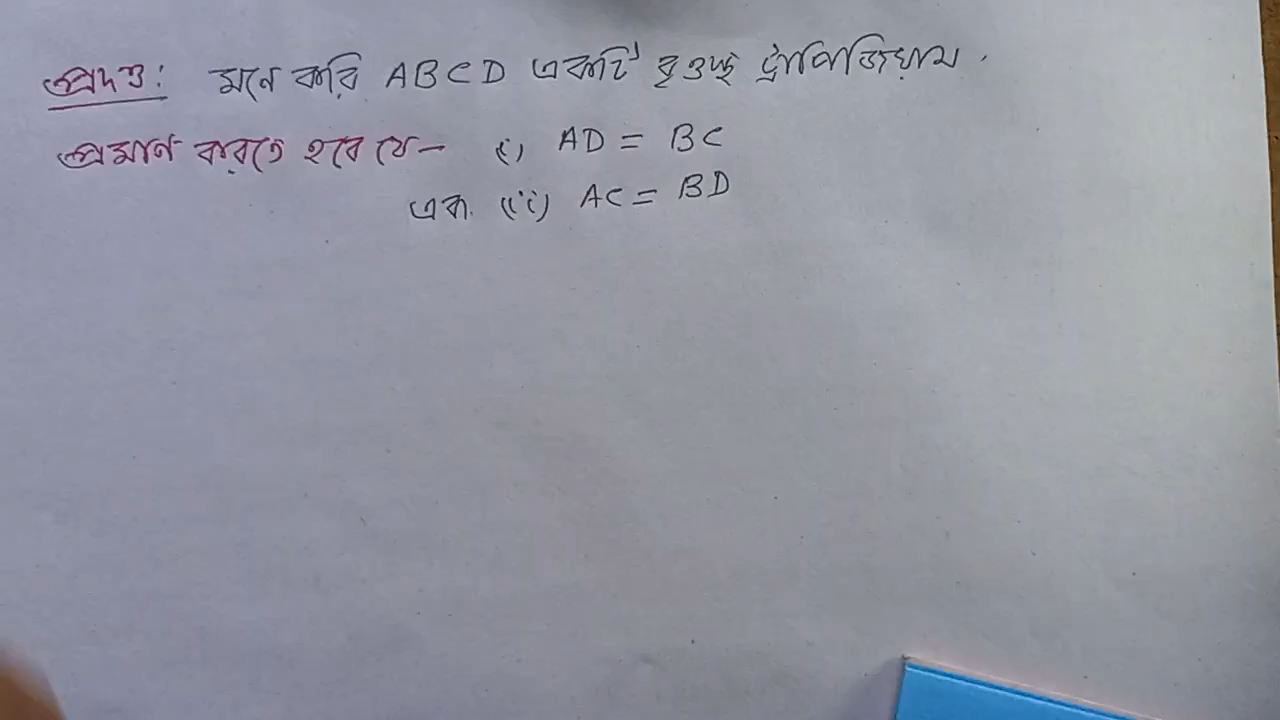 প্রদত্ত: মনে করি ABCD একটি বৃত্তস্থ ট্রাপিজিয়াম.
প্রমাণ করতে হবে যে— (i) AD = BC
এবং (ii) AC = BD